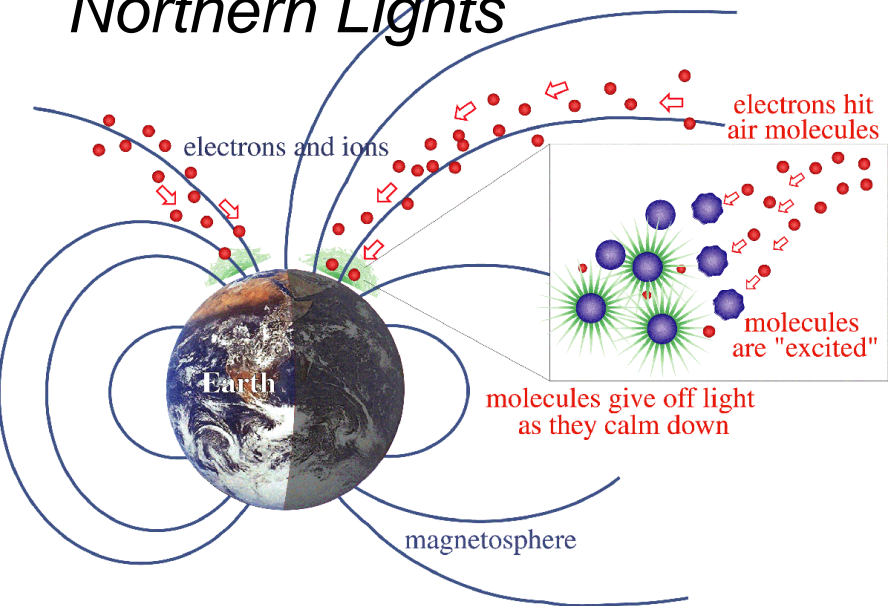 Northern Lights
electrons hit
air molecules
electrons and ions
molecules
are "excited"
Earth
molecules give off light
as they calm down
magnetosphere